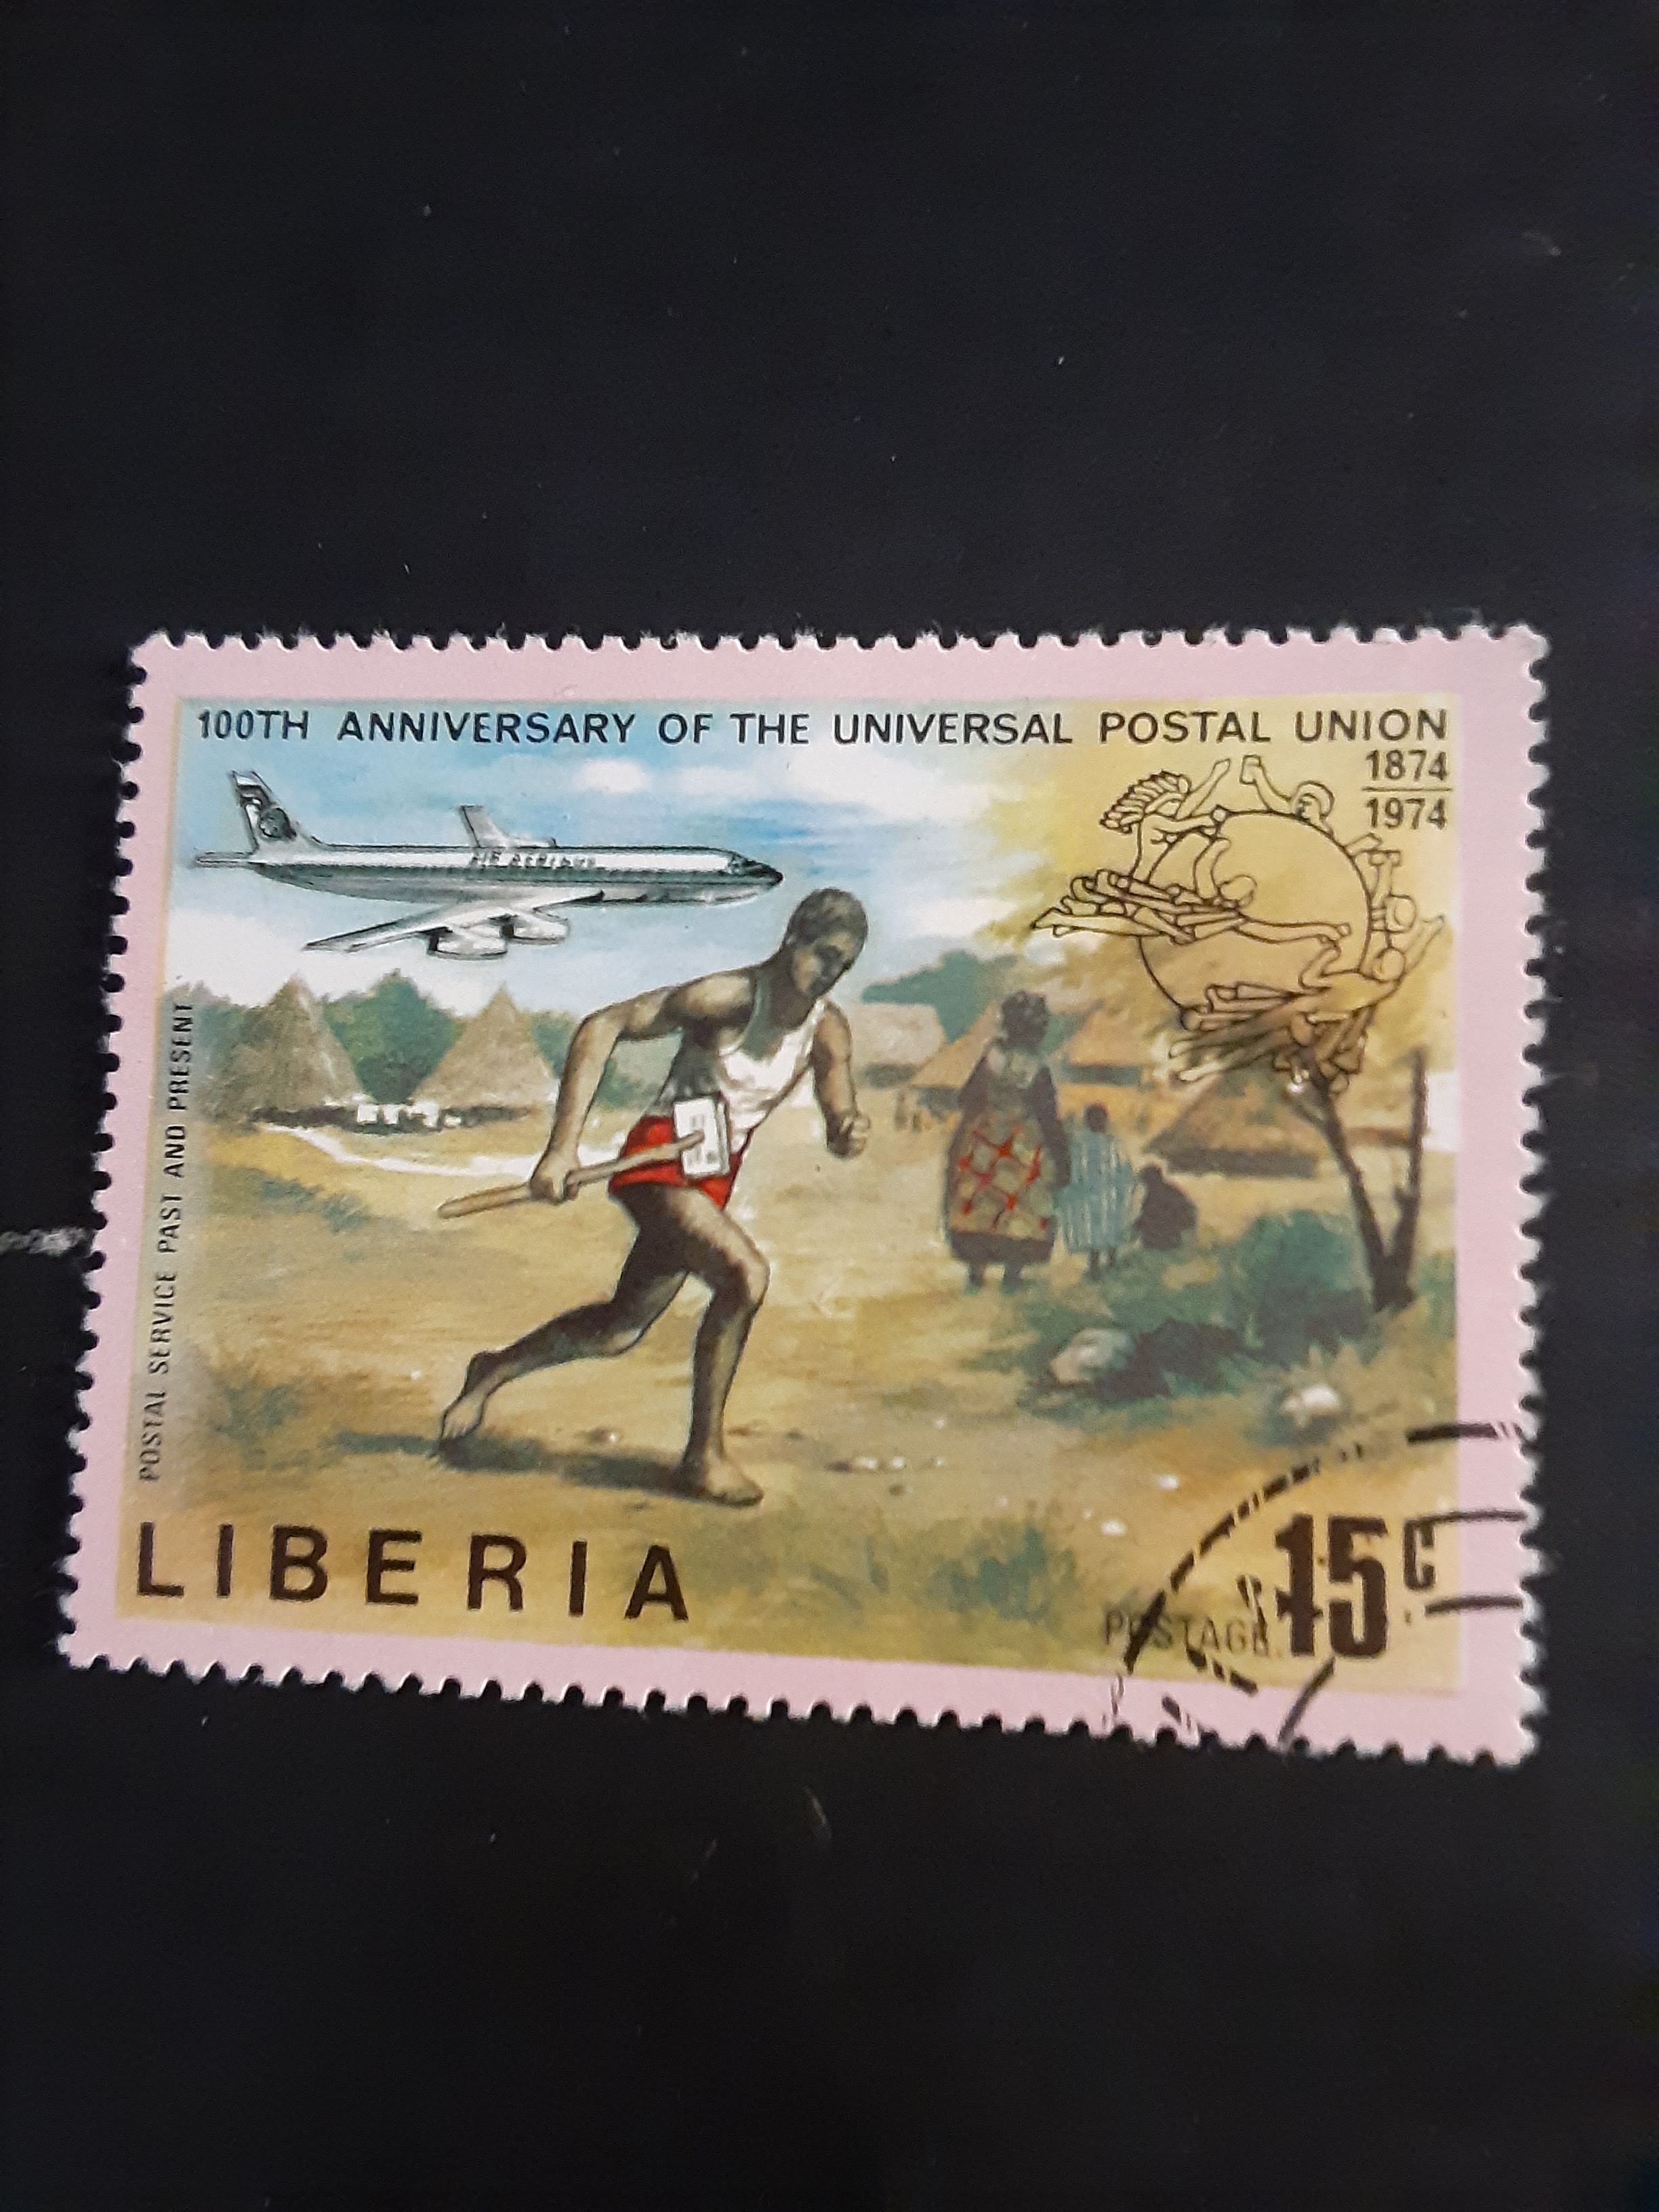 100TH ANNIVERSARY OF THE UNIVERSAL POSTAL UNION
1874
1974
POSTAL SERVICE PAST AND PRESENT
LIBERIA
POSTAGE
15c